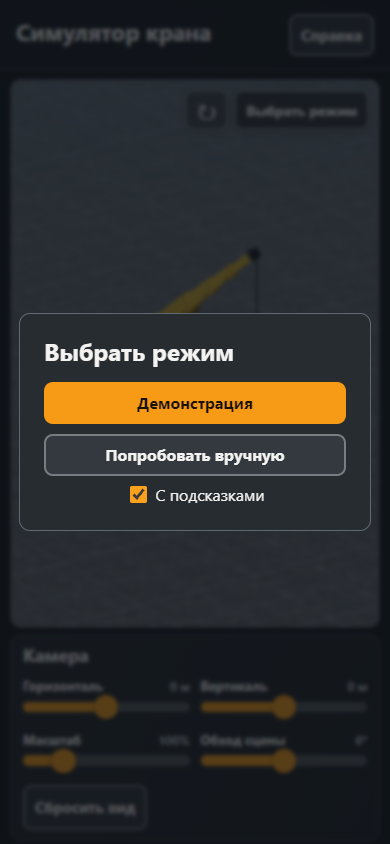 Симулятор крана
Справка
Выбрать режим
Выбрать режим
Демонстрация
Попробовать вручную
С подсказками
Камера
Горизонталь 0 м
Вертикаль 0 м
Масштаб 100%
Обход сцены 0°
Сбросить вид